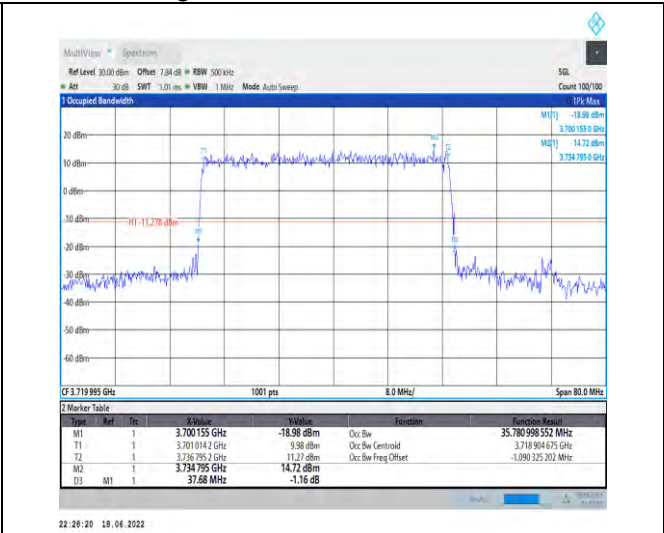 MultiView Spectrum
Ref Level 30.00 dBm Offset 7.84 dB RBW 500 kHz SGL
Att 30 dB SWT 1.01 ms VBW 1 MHz Mode Auto Sweep Count 100/100
1 Occupied Bandwidth 1Pk Max
M1[1] -18.98 dBm
3.700 155 0 GHz
M2[1] 14.72 dBm
3.734 795 0 GHz
20 dBm
10 dBm
0 dBm
-10 dBm
H1 -11.278 dBm
-20 dBm
-30 dBm
-40 dBm
-50 dBm
-60 dBm
CF 3.719 995 GHz 1001 pts 8.0 MHz/ Span 80.0 MHz
2 Marker Table
Type Ref Trc X-Value Y-Value Function Function Result
M1 1 3.700 155 GHz -18.98 dBm Occ Bw 35.780 998 552 MHz
T1 1 3.701 014 2 GHz 9.98 dBm Occ Bw Centroid 3.718 904 675 GHz
T2 1 3.736 795 2 GHz 11.27 dBm Occ Bw Freq Offset -1.090 325 202 MHz
M2 1 3.734 795 GHz 14.72 dBm
D3 M1 1 37.68 MHz -1.16 dB
22:28:20 18.06.2022